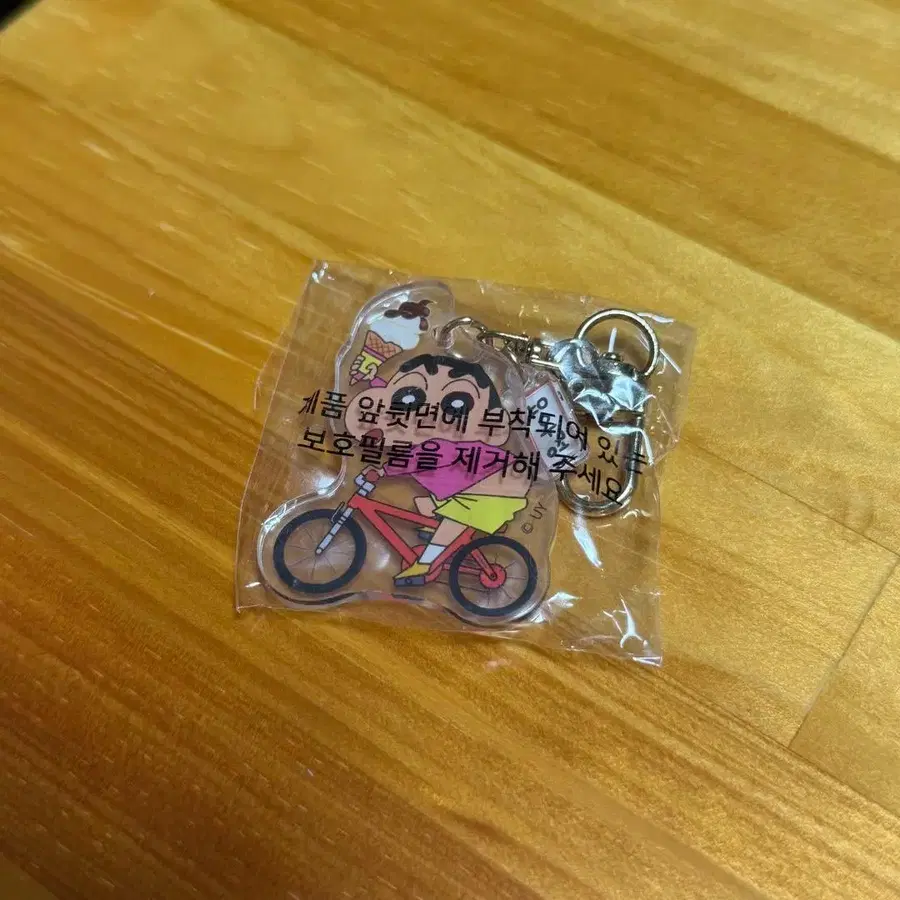 제품 앞뒷면에 부착되어 있는
보호필름을 제거해 주세요
© UY